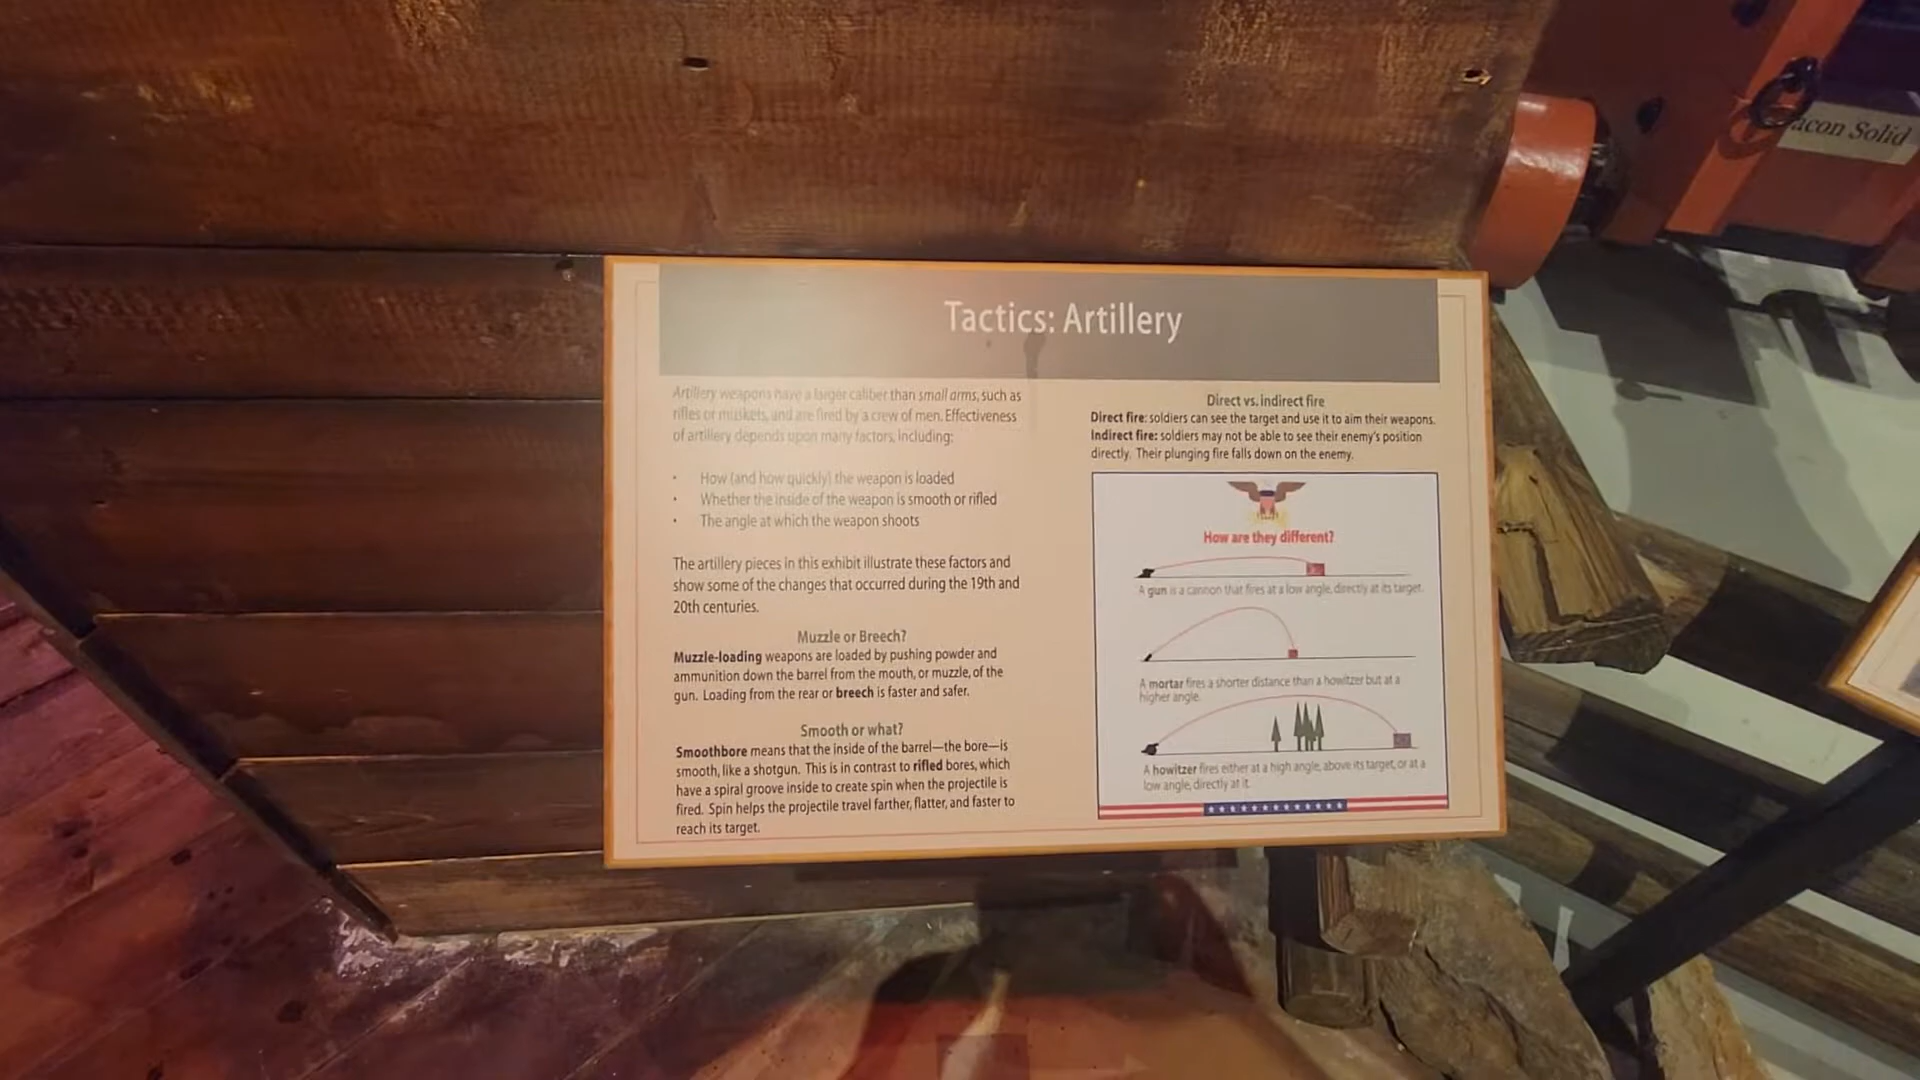 Tactics: Artillery
Artillery weapons have a larger caliber than small arms, such as
rifles or muskets, and are fired by a crew of men. Effectiveness
of artillery depends upon many factors, including:
• How (and how quickly) the weapon is loaded
• Whether the inside of the weapon is smooth or rifled
• The angle at which the weapon shoots
The artillery pieces in this exhibit illustrate these factors and
show some of the changes that occurred during the 19th and
20th centuries.
Muzzle or Breech?
Muzzle-loading weapons are loaded by pushing powder and
ammunition down the barrel from the mouth, or muzzle, of the
gun. Loading from the rear or breech is faster and safer.
Smooth or what?
Smoothbore means that the inside of the barrel—the bore—is
smooth, like a shotgun. This is in contrast to rifled bores, which
have a spiral groove inside to create spin when the projectile is
fired. Spin helps the projectile travel farther, flatter, and faster to
reach its target.
Direct vs. indirect fire
Direct fire: soldiers can see the target and use it to aim their weapons.
Indirect fire: soldiers may not be able to see their enemy's position
directly. Their plunging fire falls down on the enemy.
How are they different?
A gun is a cannon that fires at a low angle, directly at its target.
A mortar fires a shorter distance than a howitzer but at a
higher angle.
A howitzer fires either at a high angle, above its target, or at a
low angle, directly at it.
Solid